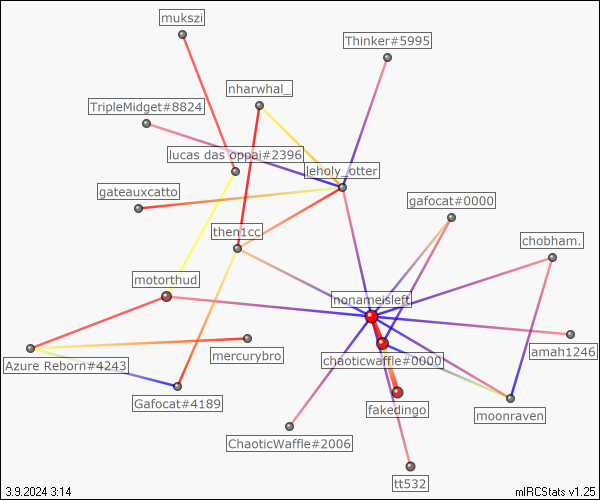 mukszi
Thinker#5995
nharwhal_
TripleMidget#8824
lucas das oppai#2396
leholy_otter
gateauxcatto
gafocat#0000
then1cc
chobham.
motorthud
nonameisleft
amah1246
mercurybro
chaoticwaffle#0000
Azure Reborn#4243
Gafocat#4189
fakedingo
moonraven
ChaoticWaffle#2006
tt532
3.9.2024 3:14
mIRCStats v1.25